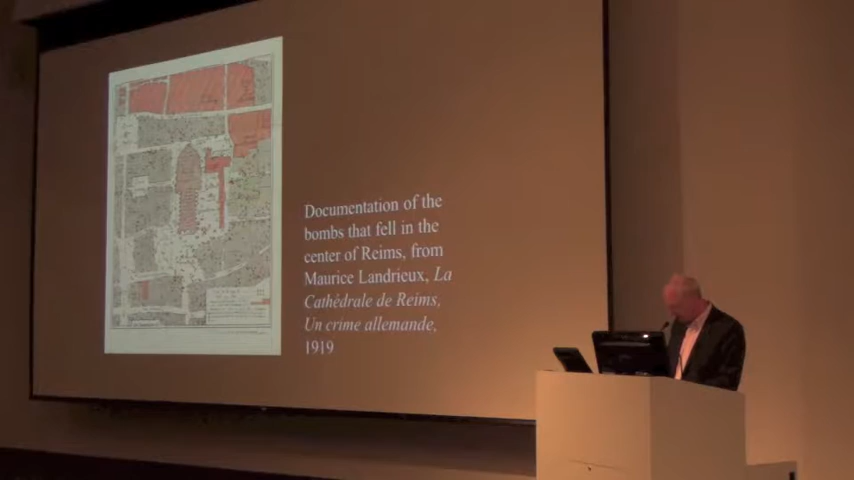 Documentation of the
bombs that fell in the
center of Reims, from
Maurice Landrieux, La
Cathédrale de Reims,
Un crime allemande,
1919